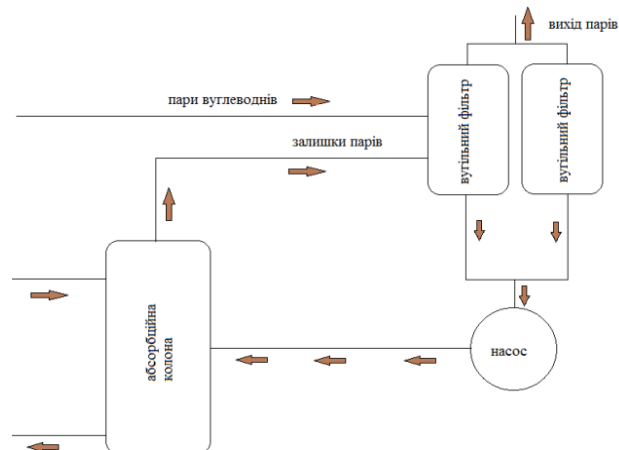 вихід парів
пари вуглеводнів
залишки парів
вугільний фільтр
вугільний фільтр
абсорбційна
колона
насос